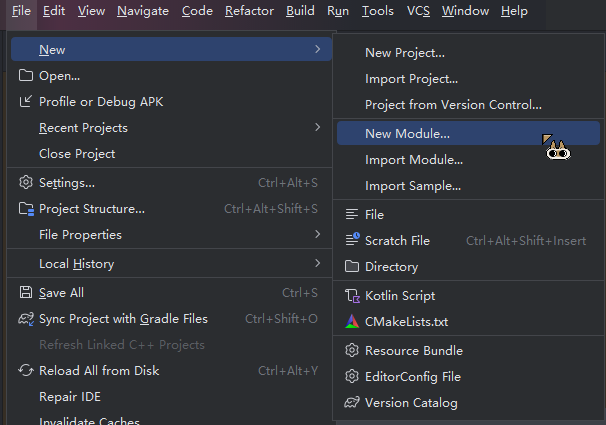 File Edit View Navigate Code Refactor Build Run Tools VCS Window Help
New
Open...
Profile or Debug APK
Recent Projects
Close Project
Settings... Ctrl+Alt+S
Project Structure... Ctrl+Alt+Shift+S
File Properties
Local History
Save All Ctrl+S
Sync Project with Gradle Files Ctrl+Shift+O
Refresh Linked C++ Projects
Reload All from Disk Ctrl+Alt+Y
Repair IDE
Invalidate Caches
New Project...
Import Project...
Project from Version Control...
New Module...
Import Module...
Import Sample...
File
Scratch File Ctrl+Alt+Shift+Insert
Directory
Kotlin Script
CMakeLists.txt
Resource Bundle
EditorConfig File
Version Catalog